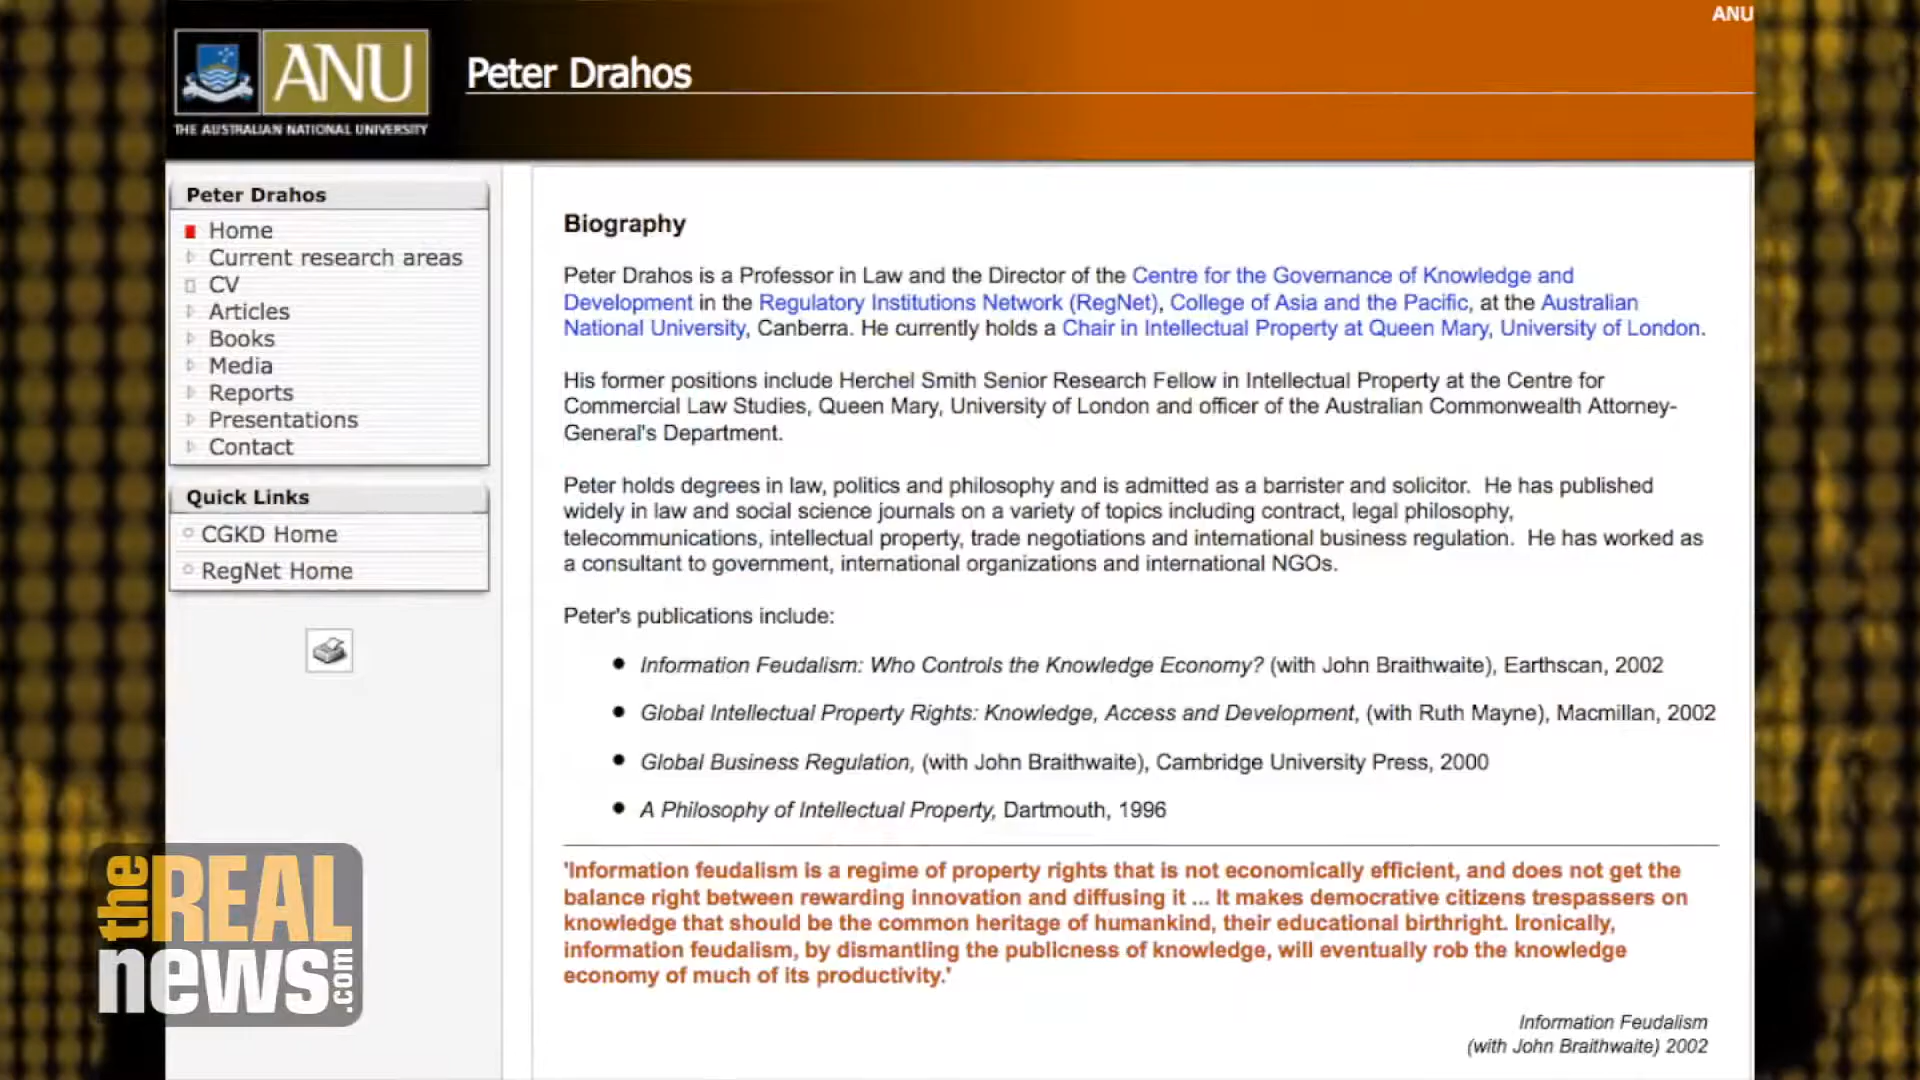 ANU
ANU
THE AUSTRALIAN NATIONAL UNIVERSITY
Peter Drahos
Peter Drahos
Home
Current research areas
CV
Articles
Books
Media
Reports
Presentations
Contact
Quick Links
CGKD Home
RegNet Home
Biography
Peter Drahos is a Professor in Law and the Director of the Centre for the Governance of Knowledge and
Development in the Regulatory Institutions Network (RegNet), College of Asia and the Pacific, at the Australian
National University, Canberra. He currently holds a Chair in Intellectual Property at Queen Mary, University of London.
His former positions include Herchel Smith Senior Research Fellow in Intellectual Property at the Centre for
Commercial Law Studies, Queen Mary, University of London and officer of the Australian Commonwealth Attorney-
General's Department.
Peter holds degrees in law, politics and philosophy and is admitted as a barrister and solicitor. He has published
widely in law and social science journals on a variety of topics including contract, legal philosophy,
telecommunications, intellectual property, trade negotiations and international business regulation. He has worked as
a consultant to government, international organizations and international NGOs.
Peter's publications include:
Information Feudalism: Who Controls the Knowledge Economy? (with John Braithwaite), Earthscan, 2002
Global Intellectual Property Rights: Knowledge, Access and Development, (with Ruth Mayne), Macmillan, 2002
Global Business Regulation, (with John Braithwaite), Cambridge University Press, 2000
A Philosophy of Intellectual Property, Dartmouth, 1996
'Information feudalism is a regime of property rights that is not economically efficient, and does not get the
balance right between rewarding innovation and diffusing it ... It makes democrative citizens trespassers on
knowledge that should be the common heritage of humankind, their educational birthright. Ironically,
information feudalism, by dismantling the publicness of knowledge, will eventually rob the knowledge
economy of much of its productivity.'
Information Feudalism
(with John Braithwaite) 2002
the REAL
news.com